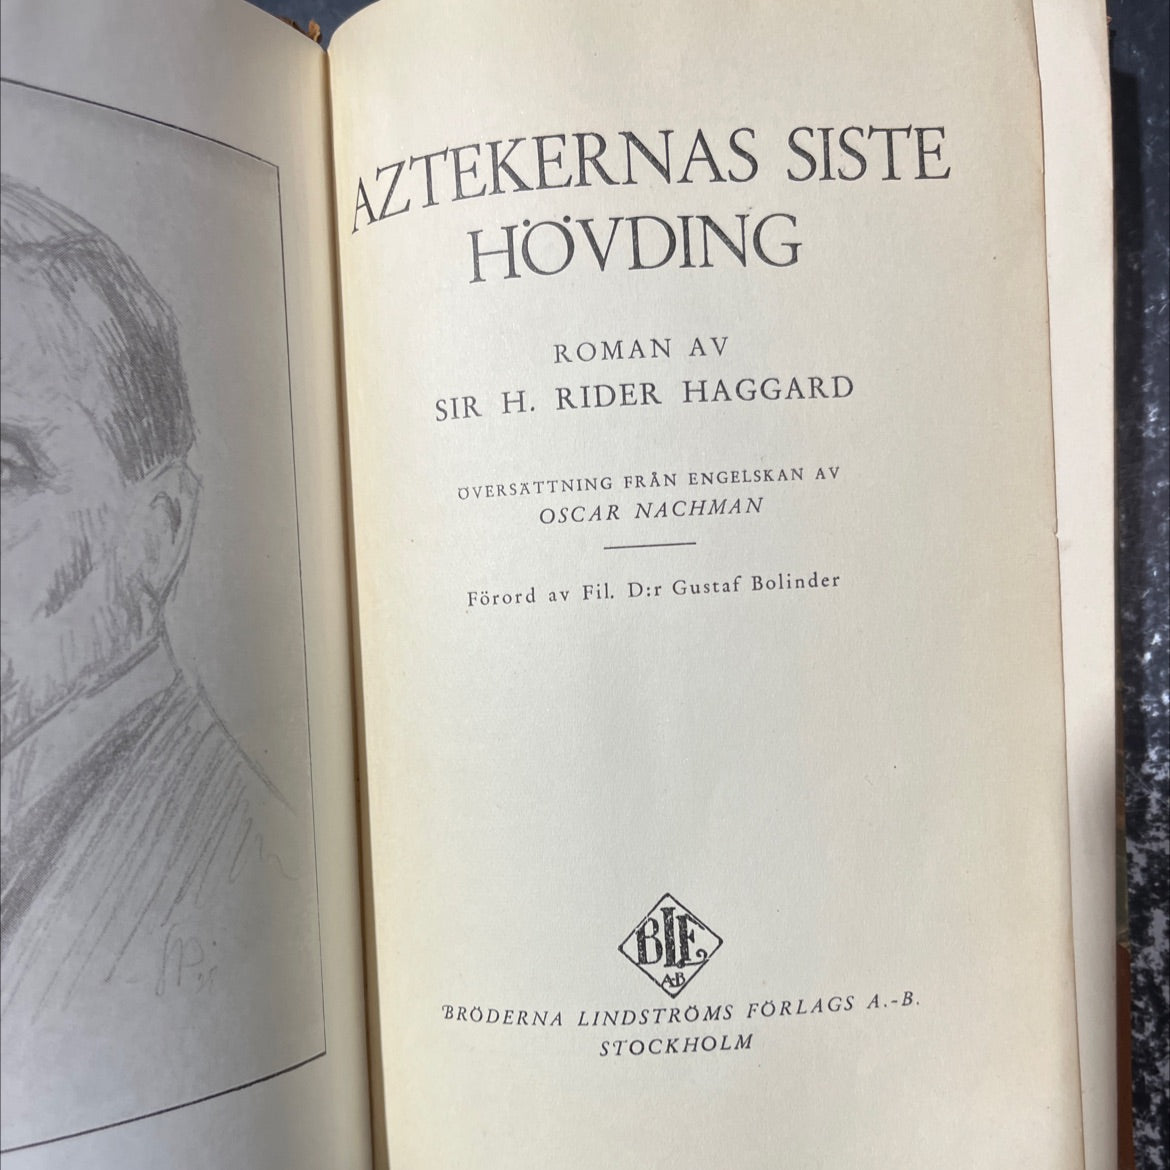 AZTEKERNAS SISTE
HÖVDING
ROMAN AV
SIR H. RIDER HAGGARD
ÖVERSÄTTNING FRÅN ENGELSKAN AV
OSCAR NACHMAN
Förord av Fil. D:r Gustaf Bolinder
BLF
A-B
BRÖDERNA LINDSTRÖMS FÖRLAGS A.-B.
STOCKHOLM